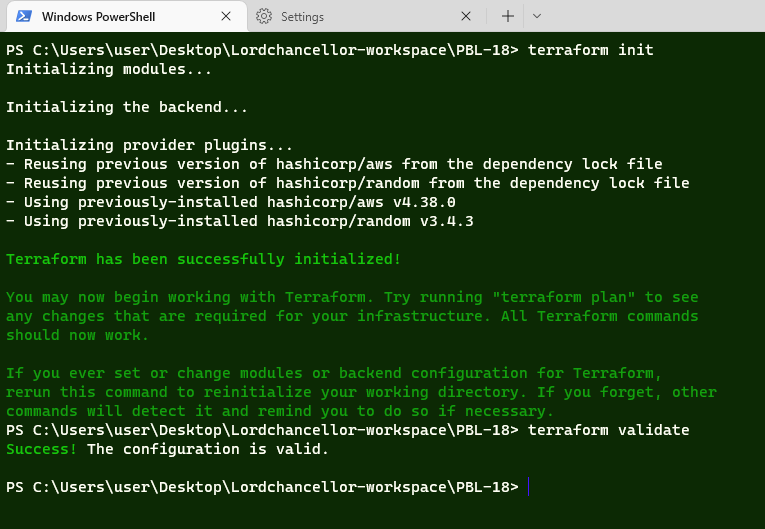 Windows PowerShell
Settings
PS C:\Users\user\Desktop\Lordchancellor-workspace\PBL-18> terraform init
Initializing modules...
Initializing the backend...
Initializing provider plugins...
- Reusing previous version of hashicorp/aws from the dependency lock file
- Reusing previous version of hashicorp/random from the dependency lock file
- Using previously-installed hashicorp/aws v4.38.0
- Using previously-installed hashicorp/random v3.4.3
Terraform has been successfully initialized!
You may now begin working with Terraform. Try running "terraform plan" to see
any changes that are required for your infrastructure. All Terraform commands
should now work.
If you ever set or change modules or backend configuration for Terraform,
rerun this command to reinitialize your working directory. If you forget, other
commands will detect it and remind you to do so if necessary.
PS C:\Users\user\Desktop\Lordchancellor-workspace\PBL-18> terraform validate
Success! The configuration is valid.
PS C:\Users\user\Desktop\Lordchancellor-workspace\PBL-18>